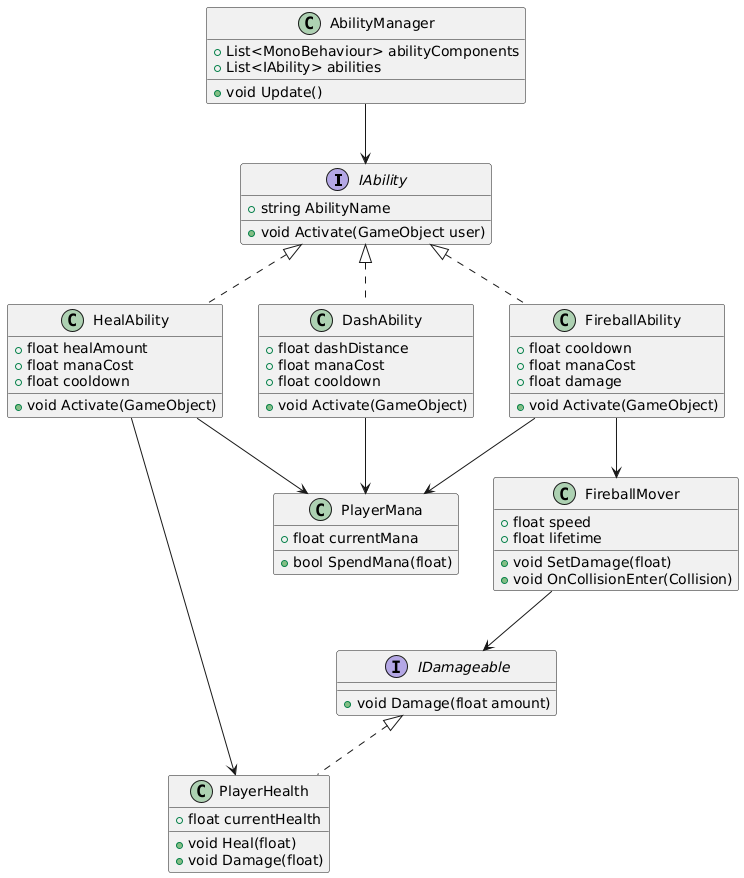 C AbilityManager
List<MonoBehaviour> abilityComponents
List<IAbility> abilities
void Update()
I IAbility
string AbilityName
void Activate(GameObject user)
C HealAbility
float healAmount
float manaCost
float cooldown
void Activate(GameObject)
C DashAbility
float dashDistance
float manaCost
float cooldown
void Activate(GameObject)
C FireballAbility
float cooldown
float manaCost
float damage
void Activate(GameObject)
C PlayerMana
float currentMana
bool SpendMana(float)
C FireballMover
float speed
float lifetime
void SetDamage(float)
void OnCollisionEnter(Collision)
I IDamageable
void Damage(float amount)
C PlayerHealth
float currentHealth
void Heal(float)
void Damage(float)